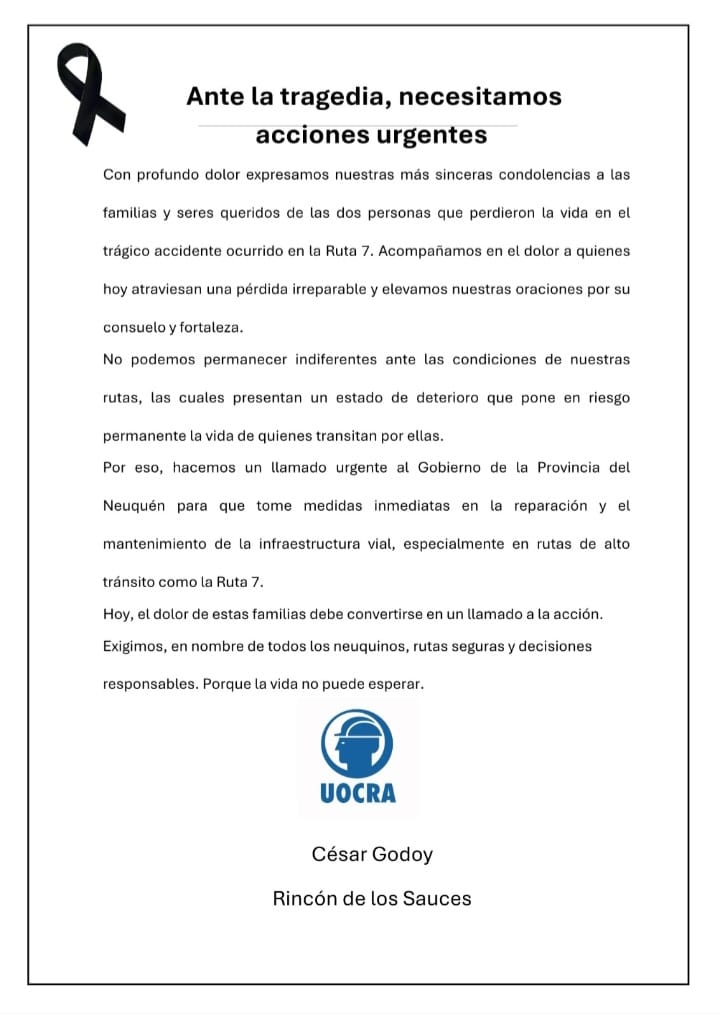 Ante la tragedia, necesitamos
acciones urgentes
Con profundo dolor expresamos nuestras más sinceras condolencias a las
familias y seres queridos de las dos personas que perdieron la vida en el
trágico accidente ocurrido en la Ruta 7. Acompañamos en el dolor a quienes
hoy atraviesan una pérdida irreparable y elevamos nuestras oraciones por su
consuelo y fortaleza.
No podemos permanecer indiferentes ante las condiciones de nuestras
rutas, las cuales presentan un estado de deterioro que pone en riesgo
permanente la vida de quienes transitan por ellas.
Por eso, hacemos un llamado urgente al Gobierno de la Provincia del
Neuquén para que tome medidas inmediatas en la reparación y el
mantenimiento de la infraestructura vial, especialmente en rutas de alto
tránsito como la Ruta 7.
Hoy, el dolor de estas familias debe convertirse en un llamado a la acción.
Exigimos, en nombre de todos los neuquinos, rutas seguras y decisiones
responsables. Porque la vida no puede esperar.
UOCRA
César Godoy
Rincón de los Sauces